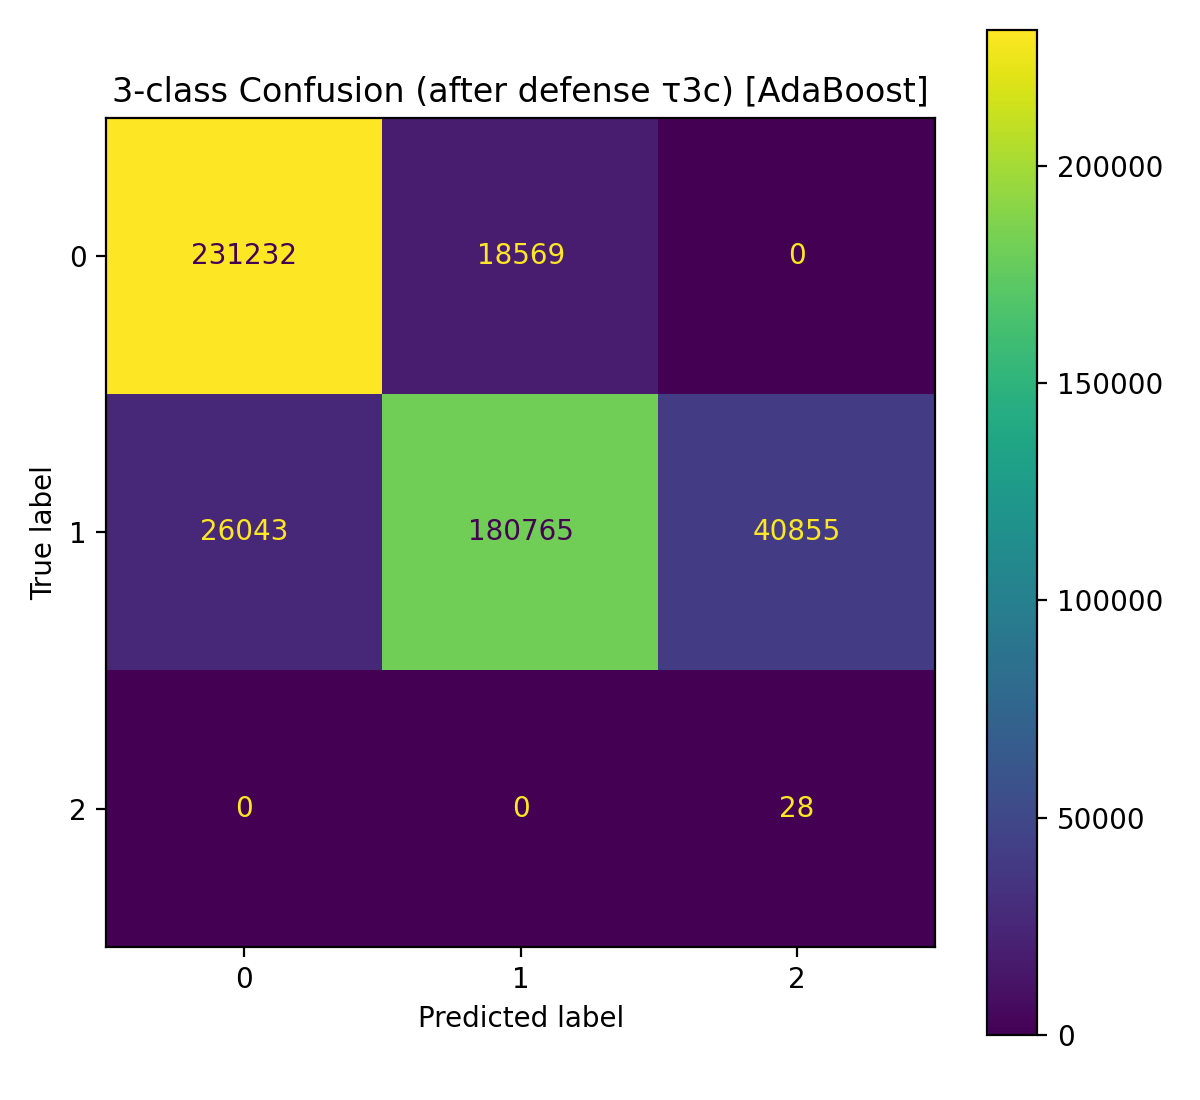 3-class Confusion (after defense τ3c) [AdaBoost]
200000
150000
100000
50000
0
True label
0
231232 18569 0
1
26043 180765 40855
2
0 0 28
0 1 2
Predicted label